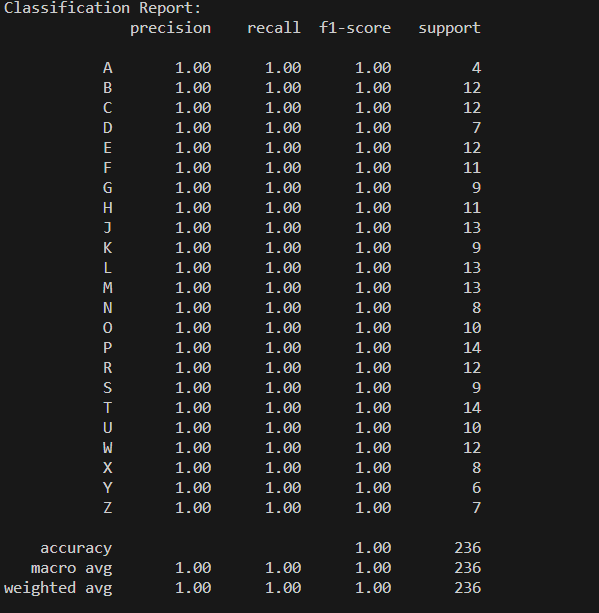 Classification Report:
precision recall f1-score support
A 1.00 1.00 1.00 4
B 1.00 1.00 1.00 12
C 1.00 1.00 1.00 12
D 1.00 1.00 1.00 7
E 1.00 1.00 1.00 12
F 1.00 1.00 1.00 11
G 1.00 1.00 1.00 9
H 1.00 1.00 1.00 11
J 1.00 1.00 1.00 13
K 1.00 1.00 1.00 9
L 1.00 1.00 1.00 13
M 1.00 1.00 1.00 13
N 1.00 1.00 1.00 8
O 1.00 1.00 1.00 10
P 1.00 1.00 1.00 14
R 1.00 1.00 1.00 12
S 1.00 1.00 1.00 9
T 1.00 1.00 1.00 14
U 1.00 1.00 1.00 10
W 1.00 1.00 1.00 12
X 1.00 1.00 1.00 8
Y 1.00 1.00 1.00 6
Z 1.00 1.00 1.00 7
accuracy 1.00 236
macro avg 1.00 1.00 1.00 236
weighted avg 1.00 1.00 1.00 236